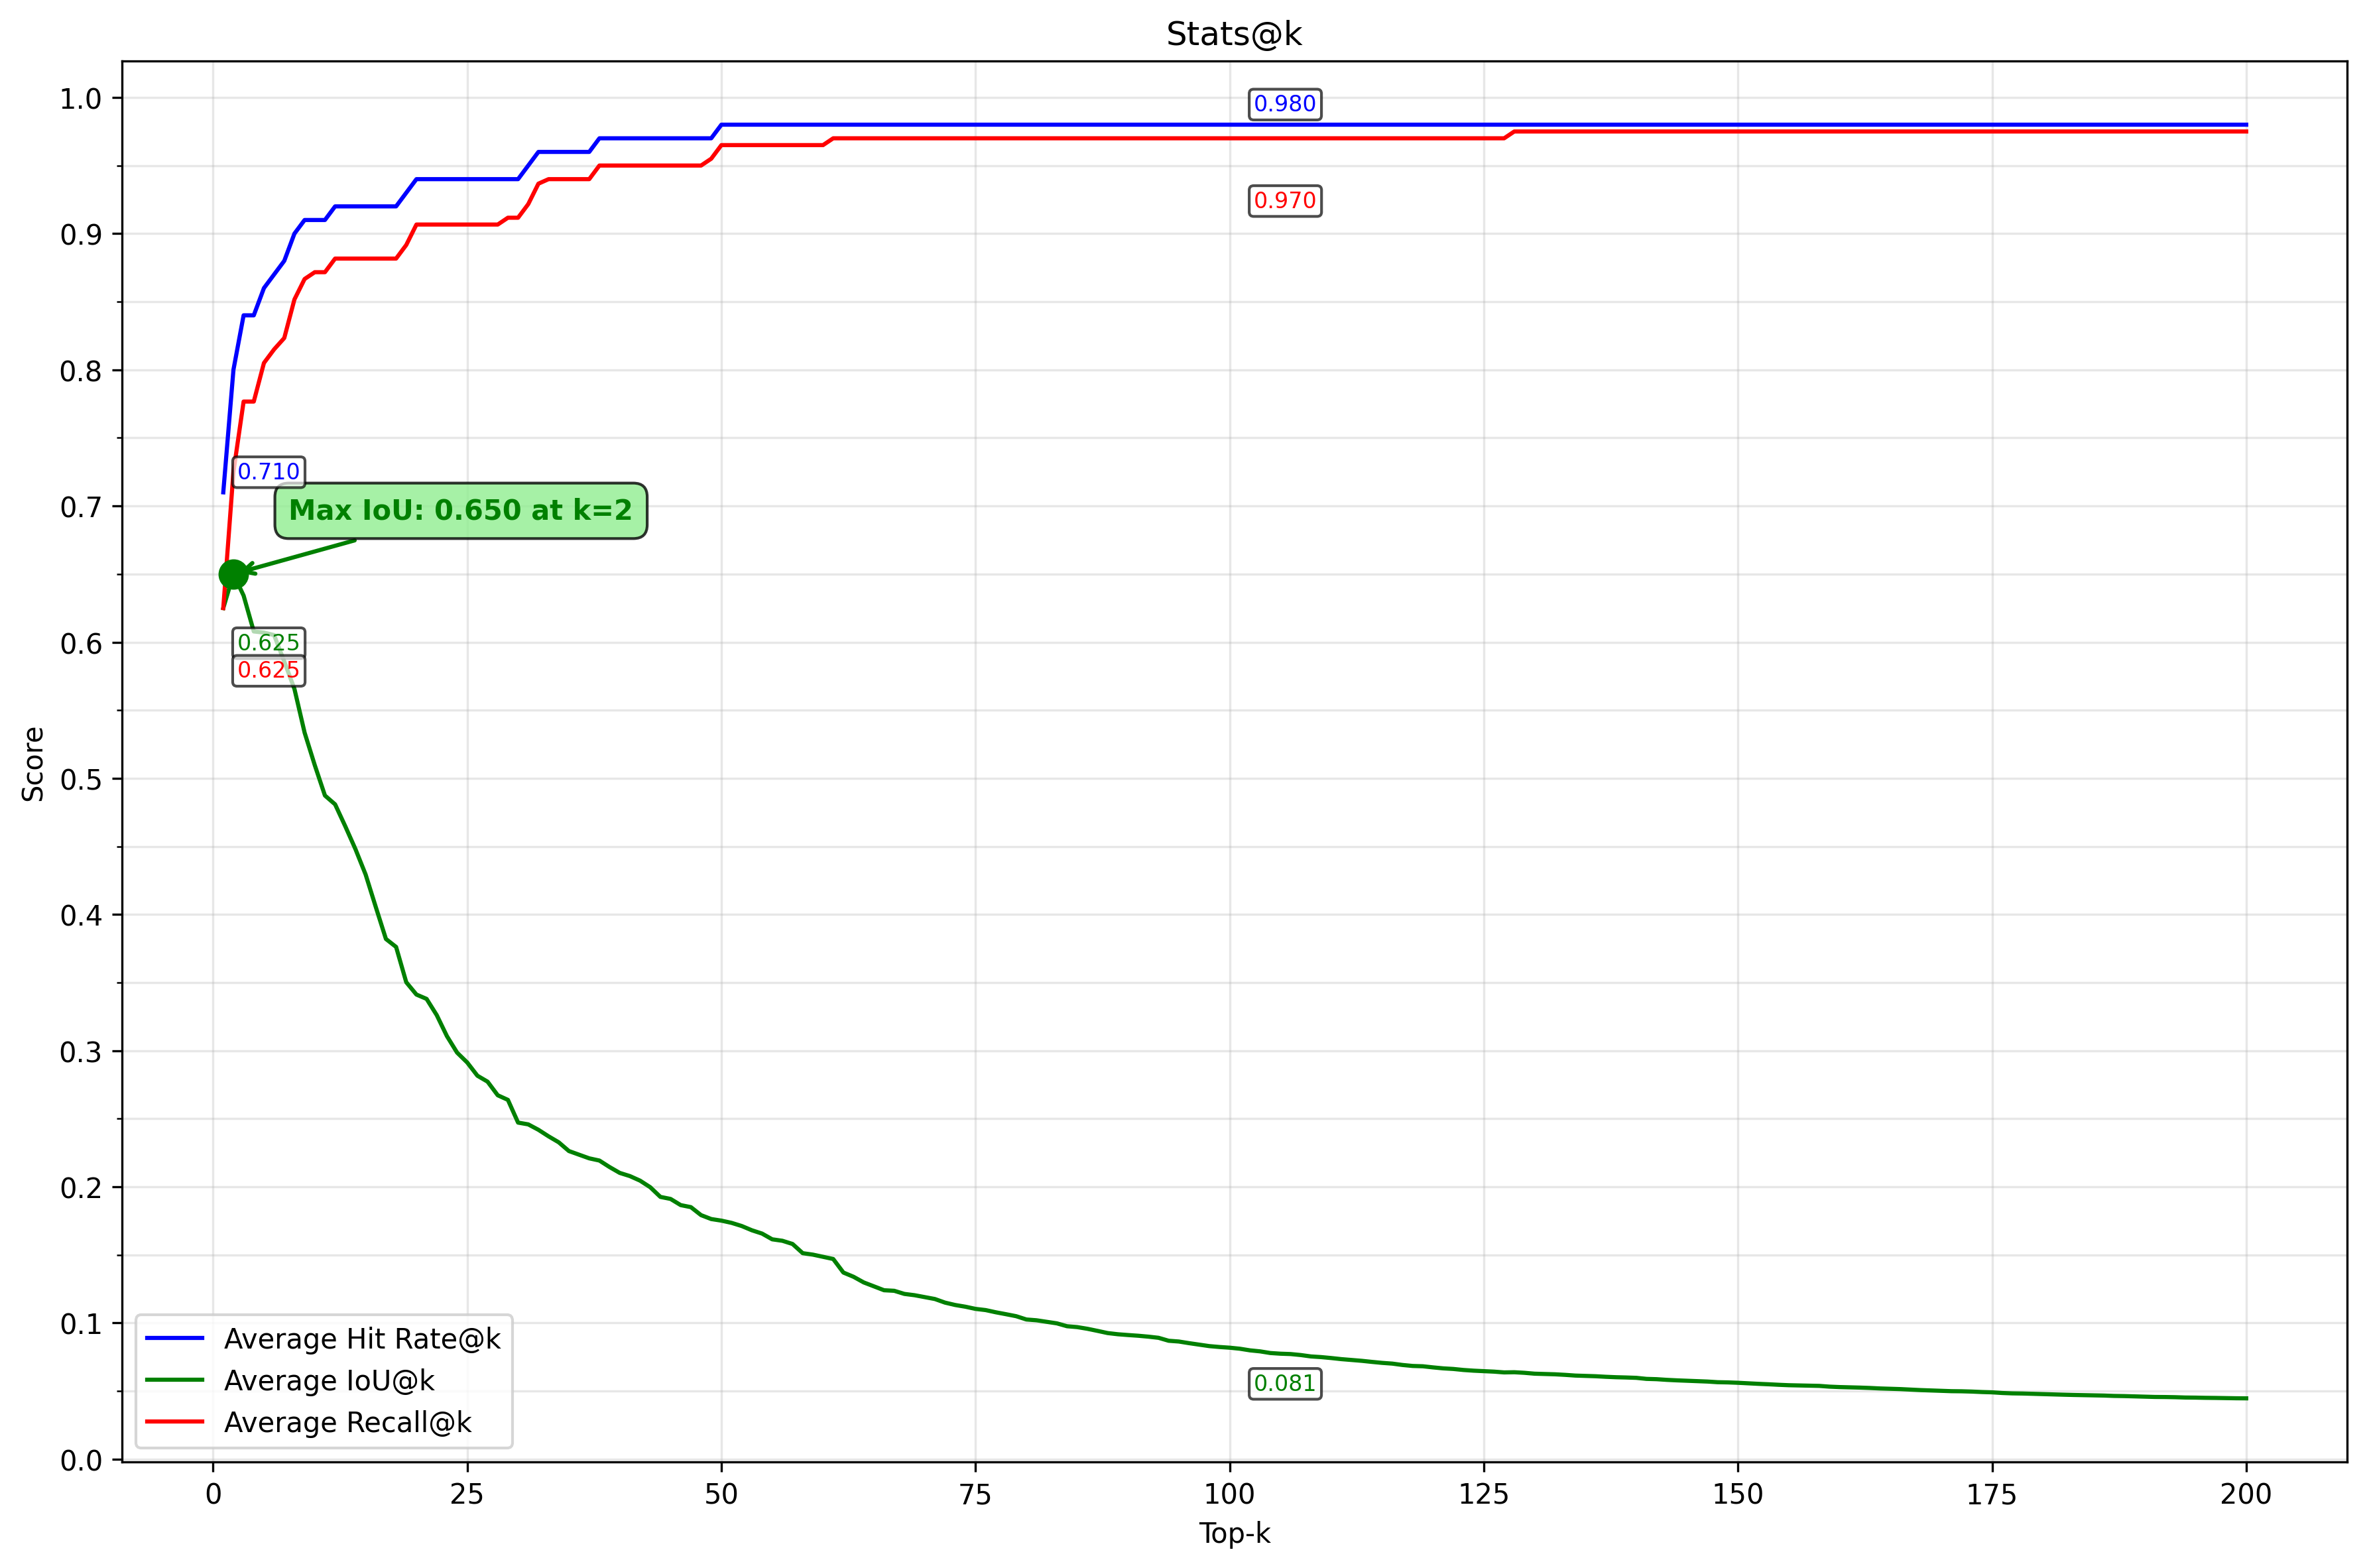 Stats@k
1.0
0.9
0.8
0.7
0.6
0.5
0.4
0.3
0.2
0.1
0.0
Score
0.980
0.970
0.710
Max IoU: 0.650 at k=2
0.625
0.625
0.081
Average Hit Rate@k
Average IoU@k
Average Recall@k
0 25 50 75 100 125 150 175 200
Top-k